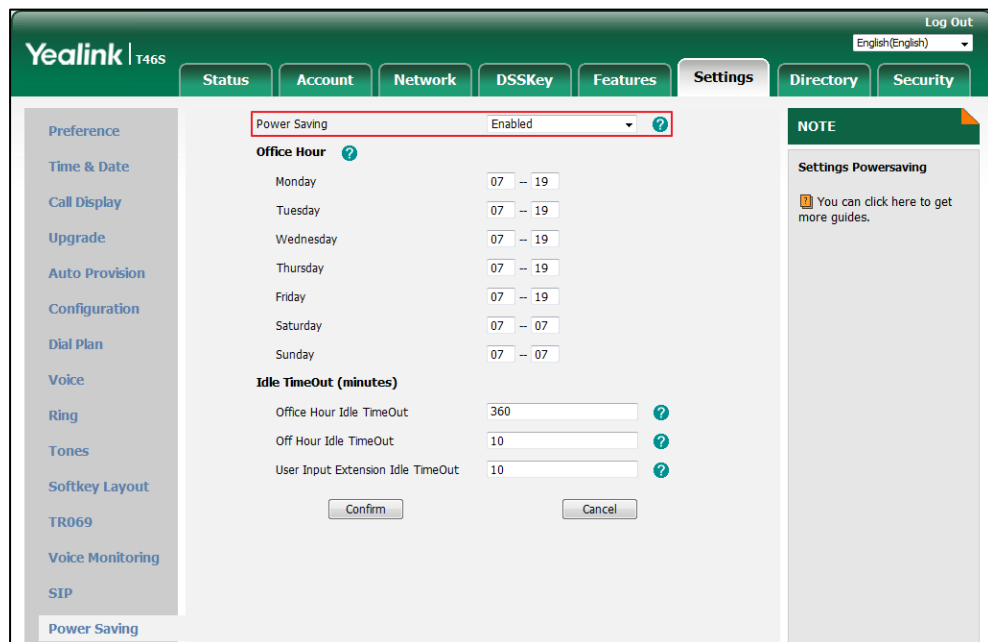 Log Out
English(English)
Yealink | T46S
Status Account Network DSSKey Features Settings Directory Security
Preference
Time & Date
Call Display
Upgrade
Auto Provision
Configuration
Dial Plan
Voice
Ring
Tones
Softkey Layout
TR069
Voice Monitoring
SIP
Power Saving
Power Saving Enabled ?
Office Hour ?
Monday 07 -- 19
Tuesday 07 -- 19
Wednesday 07 -- 19
Thursday 07 -- 19
Friday 07 -- 19
Saturday 07 -- 07
Sunday 07 -- 07
Idle TimeOut (minutes)
Office Hour Idle TimeOut 360 ?
Off Hour Idle TimeOut 10 ?
User Input Extension Idle TimeOut 10 ?
Confirm Cancel
NOTE
Settings Powersaving
? You can click here to get
more guides.